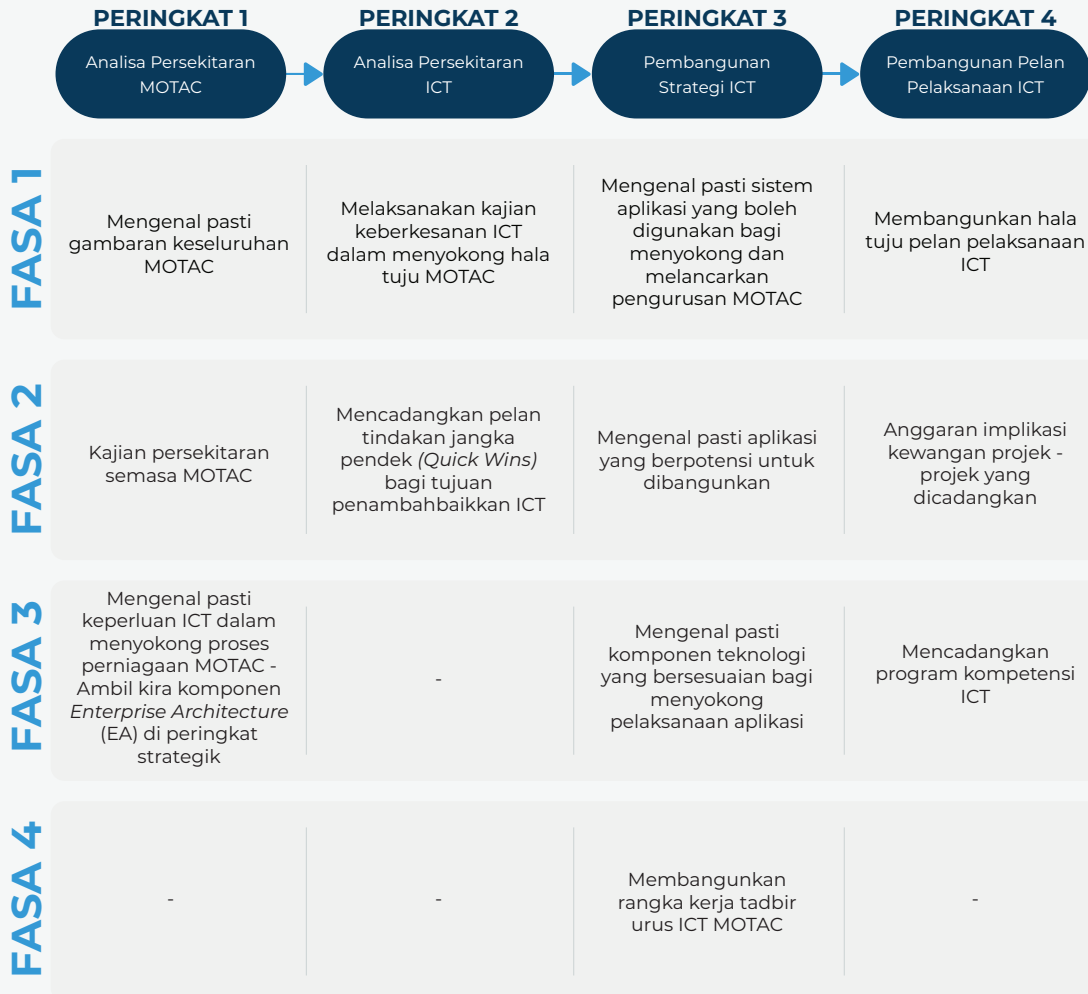 PERINGKAT 1
PERINGKAT 2
PERINGKAT 3
PERINGKAT 4
Analisa Persekitaran
MOTAC
Analisa Persekitaran
ICT
Pembangunan
Strategi ICT
Pembangunan Pelan
Pelaksanaan ICT
FASA 1
Mengenal pasti
gambaran keseluruhan
MOTAC
Melaksanakan kajian
keberkesanan ICT
dalam menyokong hala
tuju MOTAC
Mengenal pasti sistem
aplikasi yang boleh
digunakan bagi
menyokong dan
melancarkan
pengurusan MOTAC
Membangunkan hala
tuju pelan pelaksanaan
ICT
FASA 2
Kajian persekitaran
semasa MOTAC
Mencadangkan pelan
tindakan jangka
pendek (Quick Wins)
bagi tujuan
penambahbaikkan ICT
Mengenal pasti aplikasi
yang berpotensi untuk
dibangunkan
Anggaran implikasi
kewangan projek -
projek yang
dicadangkan
FASA 3
Mengenal pasti
keperluan ICT dalam
menyokong proses
perniagaan MOTAC -
Ambil kira komponen
Enterprise Architecture
(EA) di peringkat
strategik
-
Mengenal pasti
komponen teknologi
yang bersesuaian bagi
menyokong
pelaksanaan aplikasi
Mencadangkan
program kompetensi
ICT
FASA 4
-
-
Membangunkan
rangka kerja tadbir
urus ICT MOTAC
-